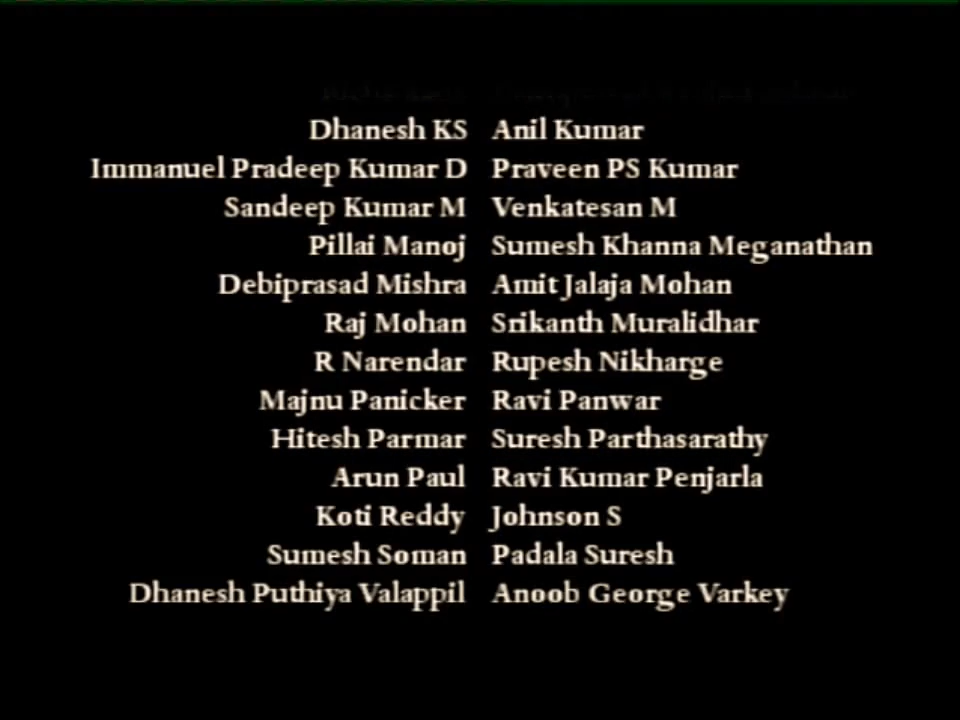 Dhanesh KS Anil Kumar
Immanuel Pradeep Kumar D Praveen PS Kumar
Sandeep Kumar M Venkatesan M
Pillai Manoj Sumesh Khanna Meganathan
Debiprasad Mishra Amit Jalaja Mohan
Raj Mohan Srikanth Muralidhar
R Narendar Rupesh Nikharge
Majnu Panicker Ravi Panwar
Hitesh Parmar Suresh Parthasarathy
Arun Paul Ravi Kumar Penjarla
Koti Reddy Johnson S
Sumesh Soman Padala Suresh
Dhanesh Puthiya Valappil Anoob George Varkey